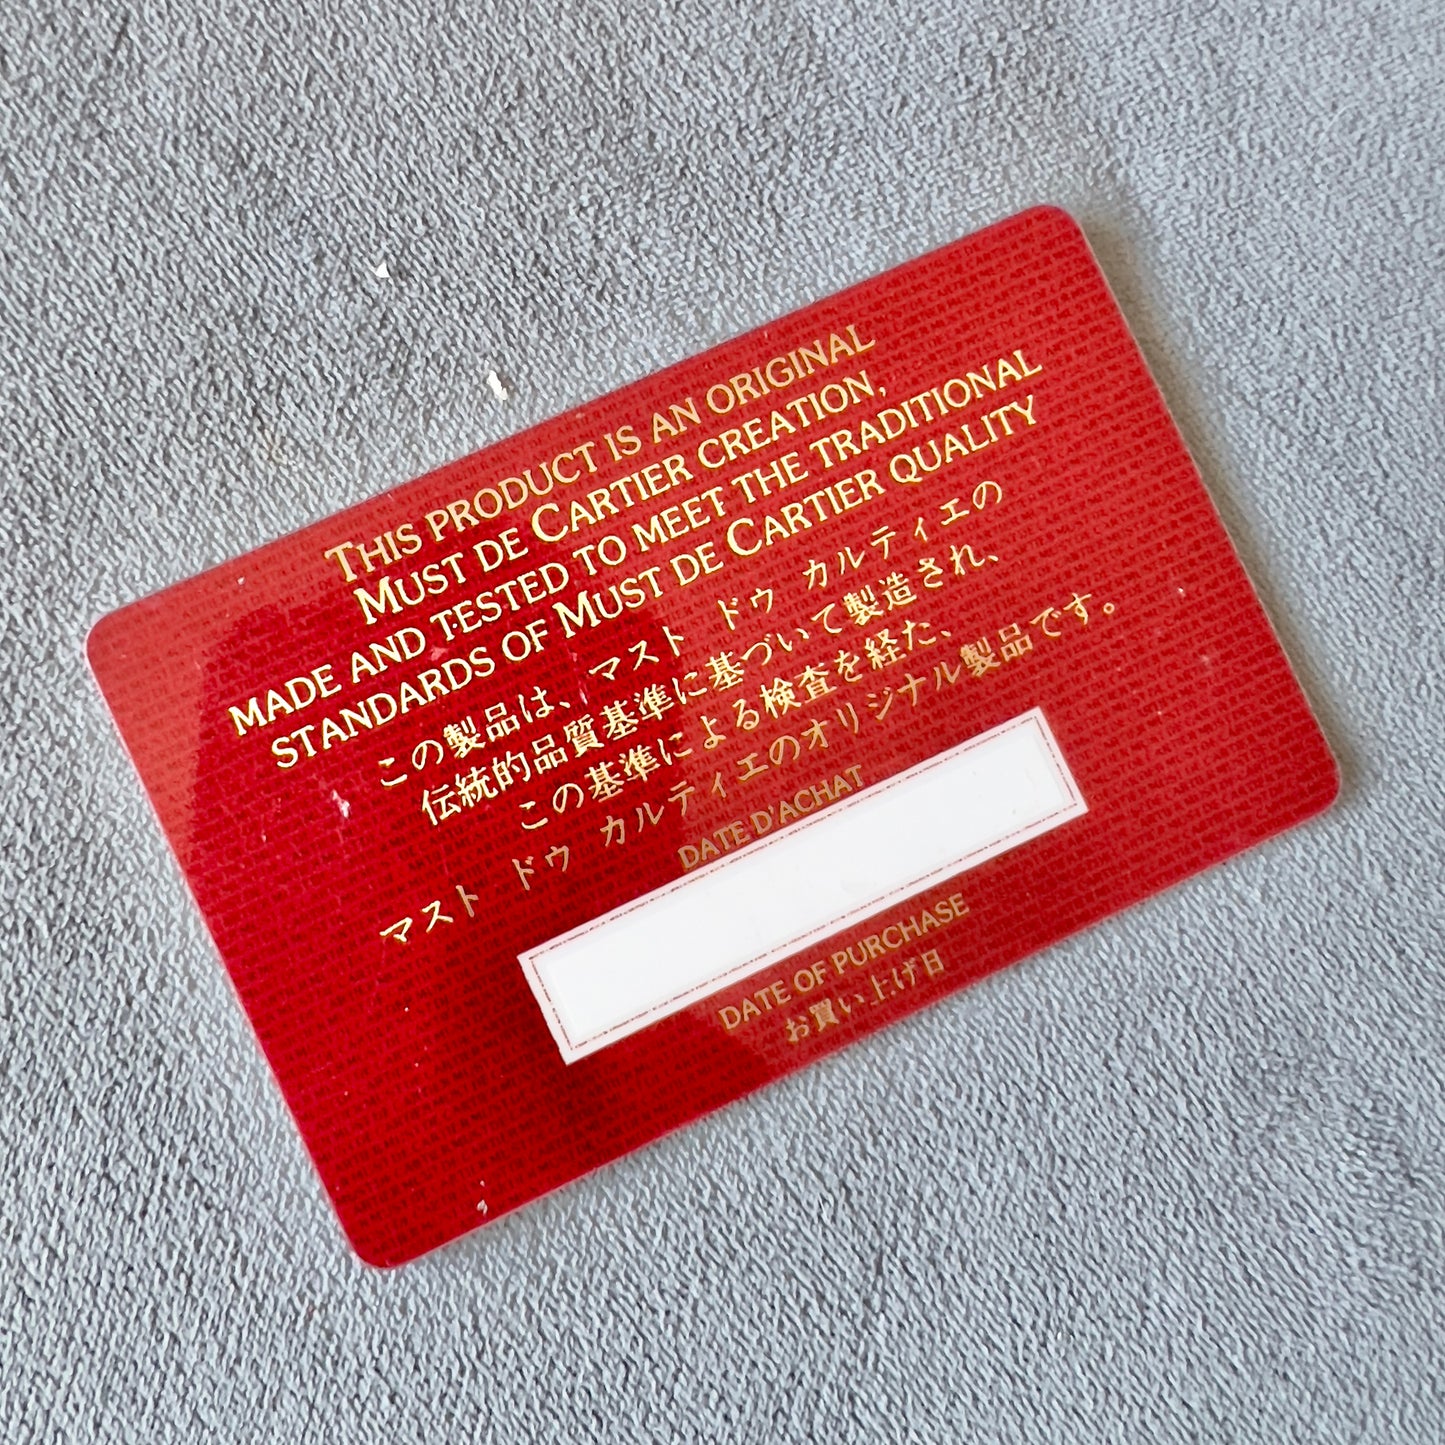 THIS PRODUCT IS AN ORIGINAL
MUST DE CARTIER CREATION,
MADE AND TESTED TO MEET THE TRADITIONAL
STANDARDS OF MUST DE CARTIER QUALITY
この製品は、マスト ドゥ カルティエの
伝統的品質基準に基づいて製造され、
この基準による検査を経た、
マスト ドゥ カルティエのオリジナル製品です。
DATE D'ACHAT
DATE OF PURCHASE
お買い上げ日